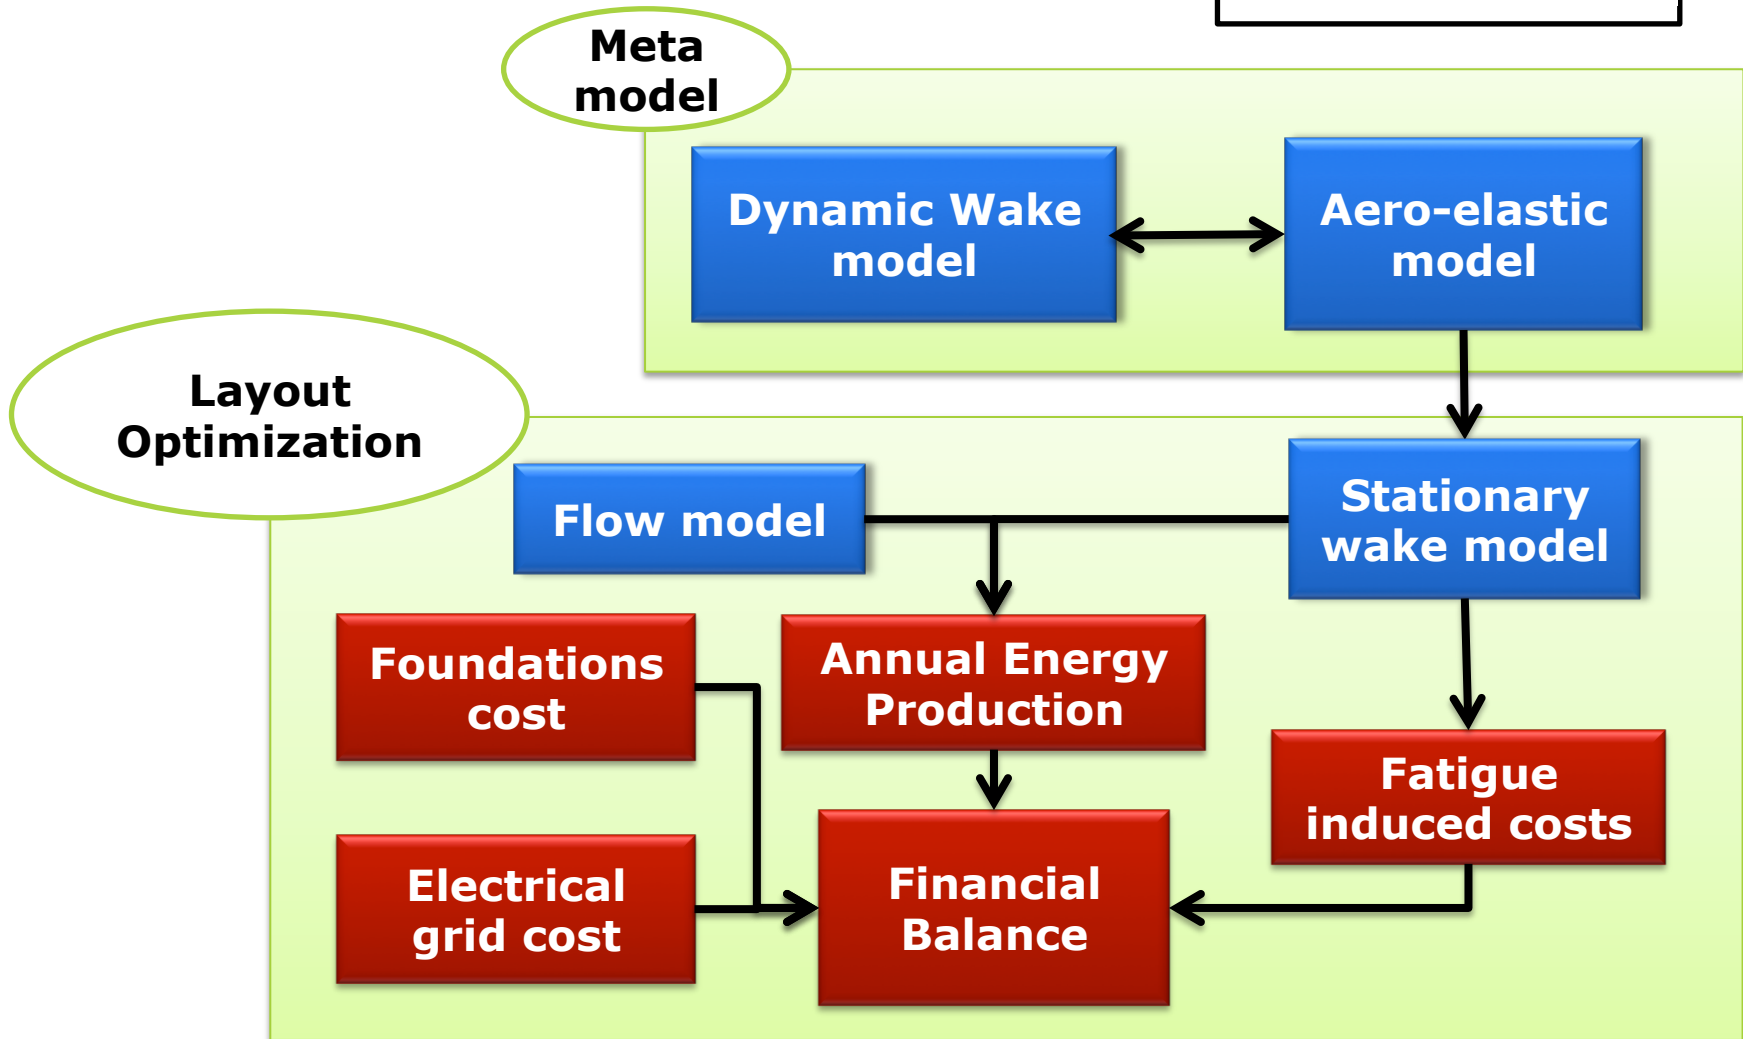 Meta
model
Dynamic Wake
model
Aero-elastic
model
Layout
Optimization
Flow model
Stationary
wake model
Foundations
cost
Annual Energy
Production
Fatigue
induced costs
Electrical
grid cost
Financial
Balance